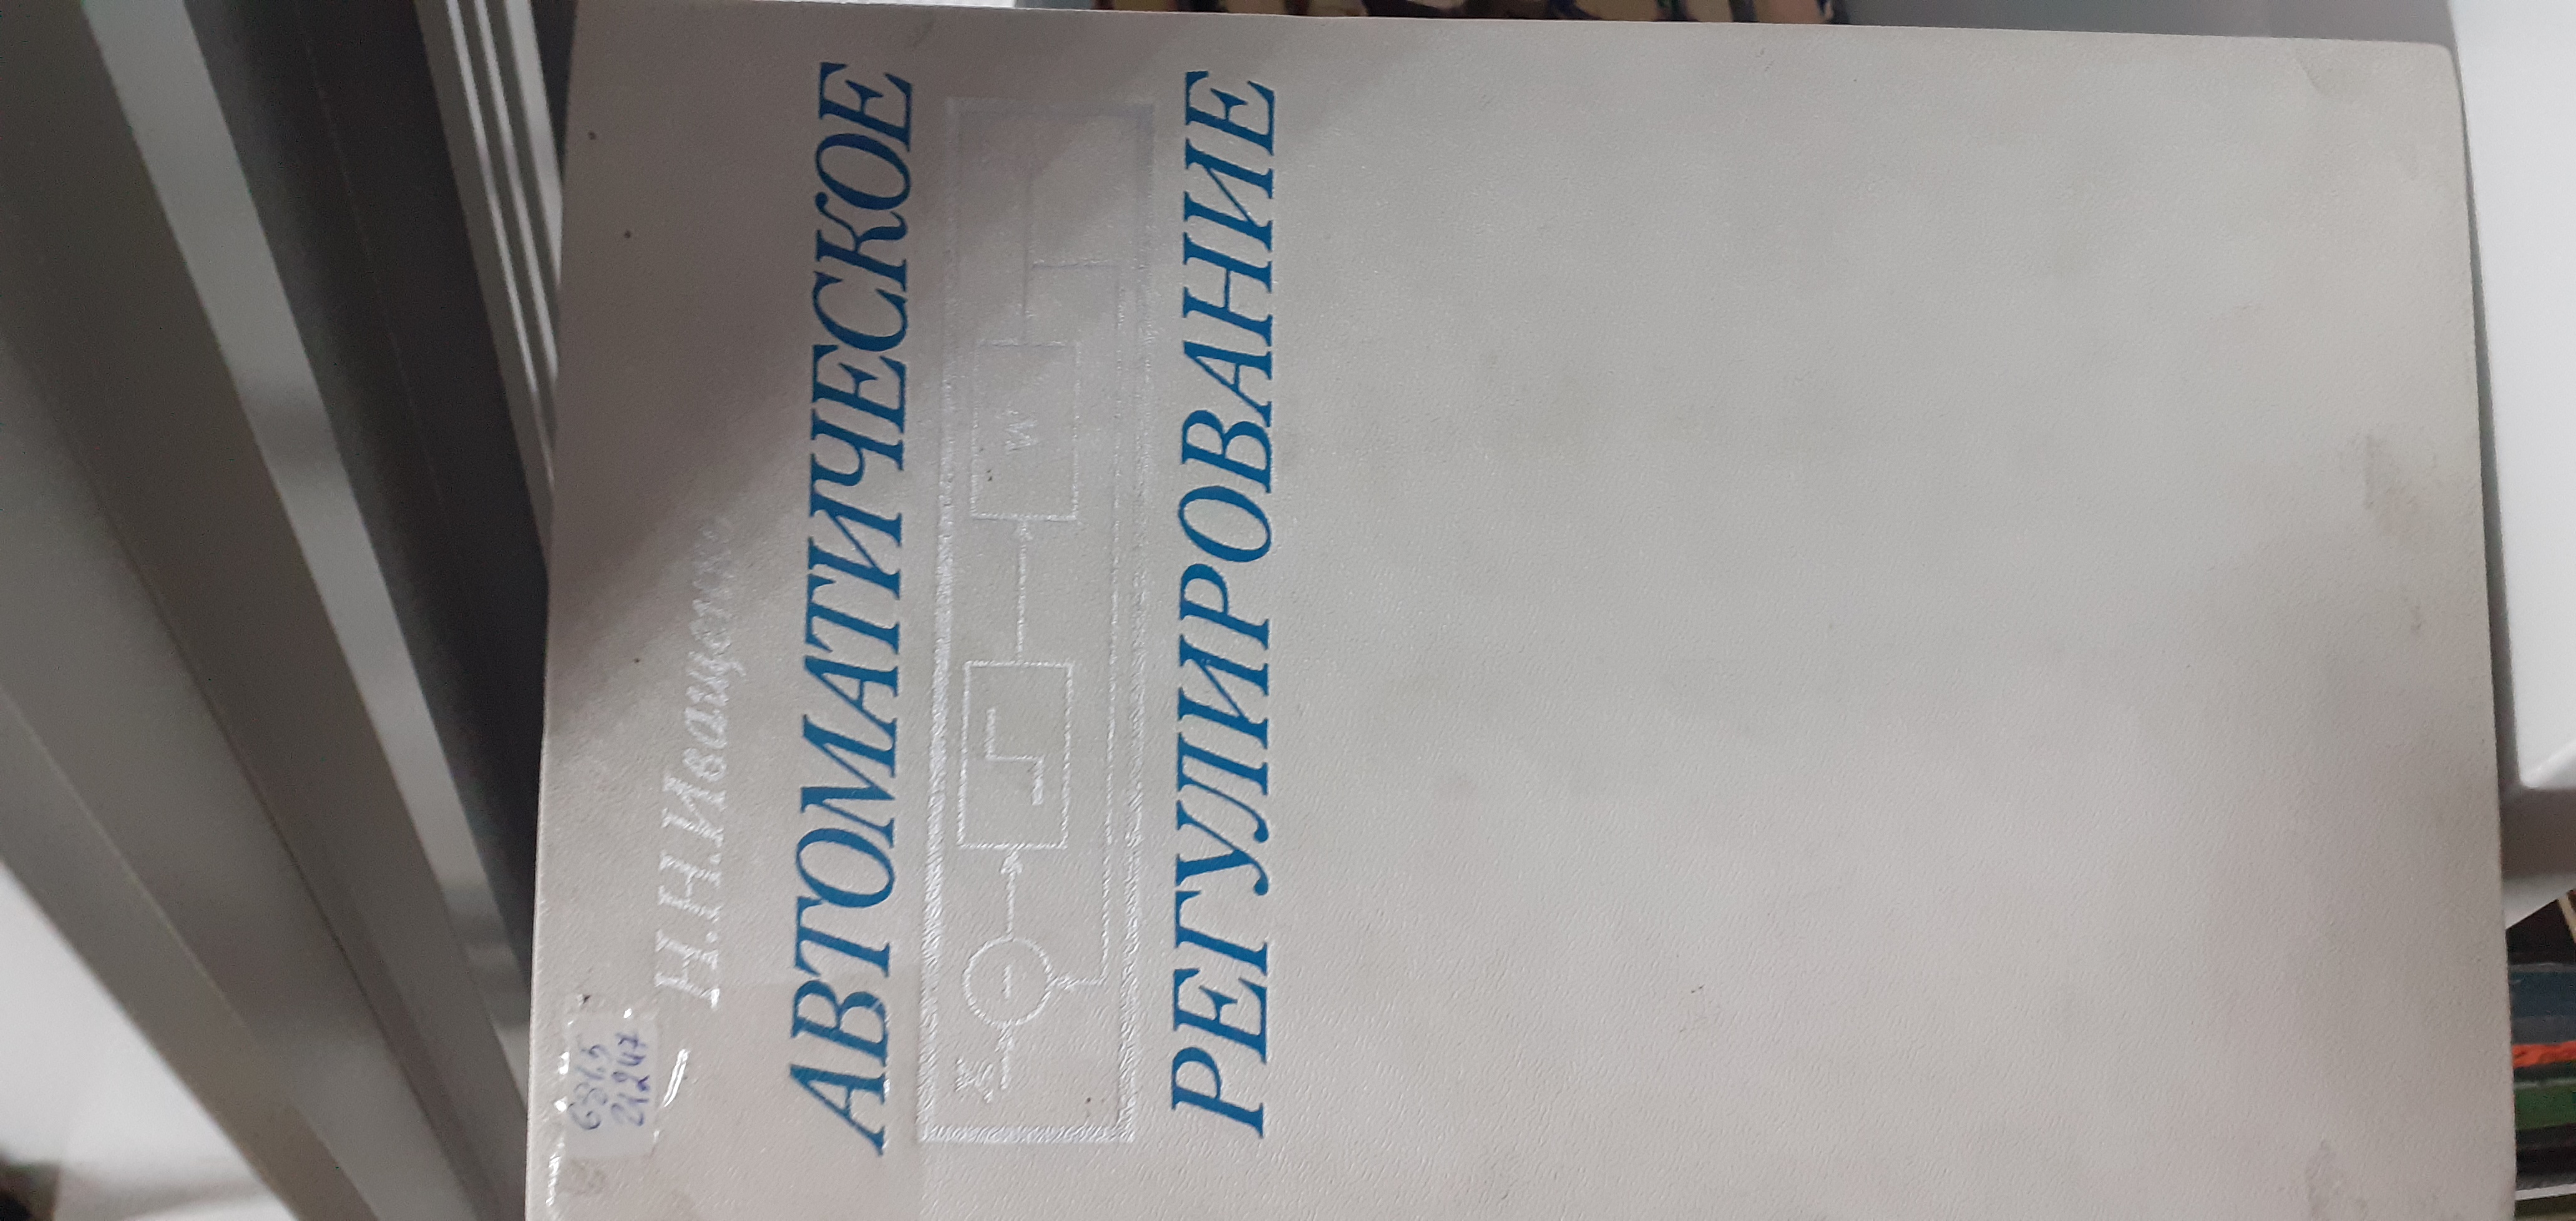 Н.Н.Иващенко
АВТОМАТИЧЕСКОЕ
М
РЕГУЛИРОВАНИЕ